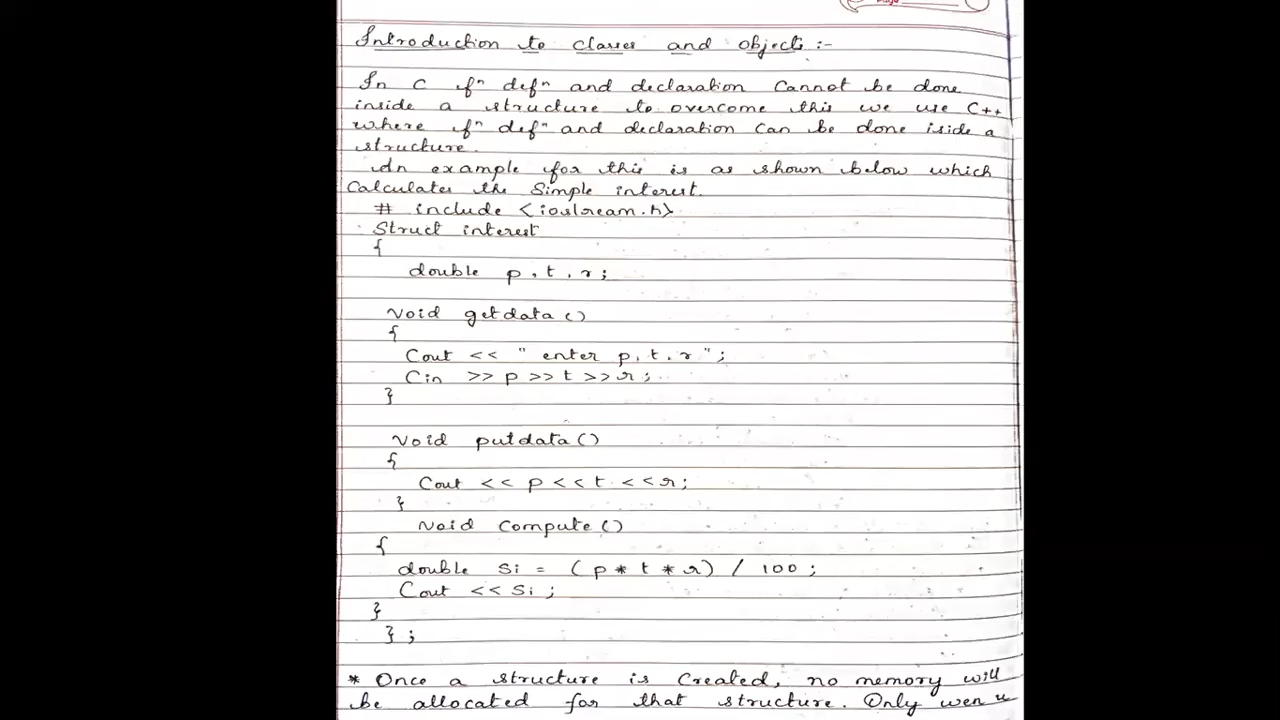 Introduction to classes and objects :-
In C fⁿ defⁿ and declaration cannot be done
inside a structure to overcome this we use C++
where fⁿ defⁿ and declaration can be done iside a
structure.
An example for this is as shown below which
Calculates the Simple interest.
# include <iostream.h>
Struct interest
{
double p, t, r;
Void getdata ()
{
Cout << " enter p, t, r ";
Cin >> p >> t >> r;
}
Void putdata ()
{
Cout << p << t << r;
}
Void Compute ()
{
double Si = (p * t * r) / 100 ;
Cout << Si ;
}
} ;
* Once a structure is Created, no memory will
be allocated for that structure. Only wen